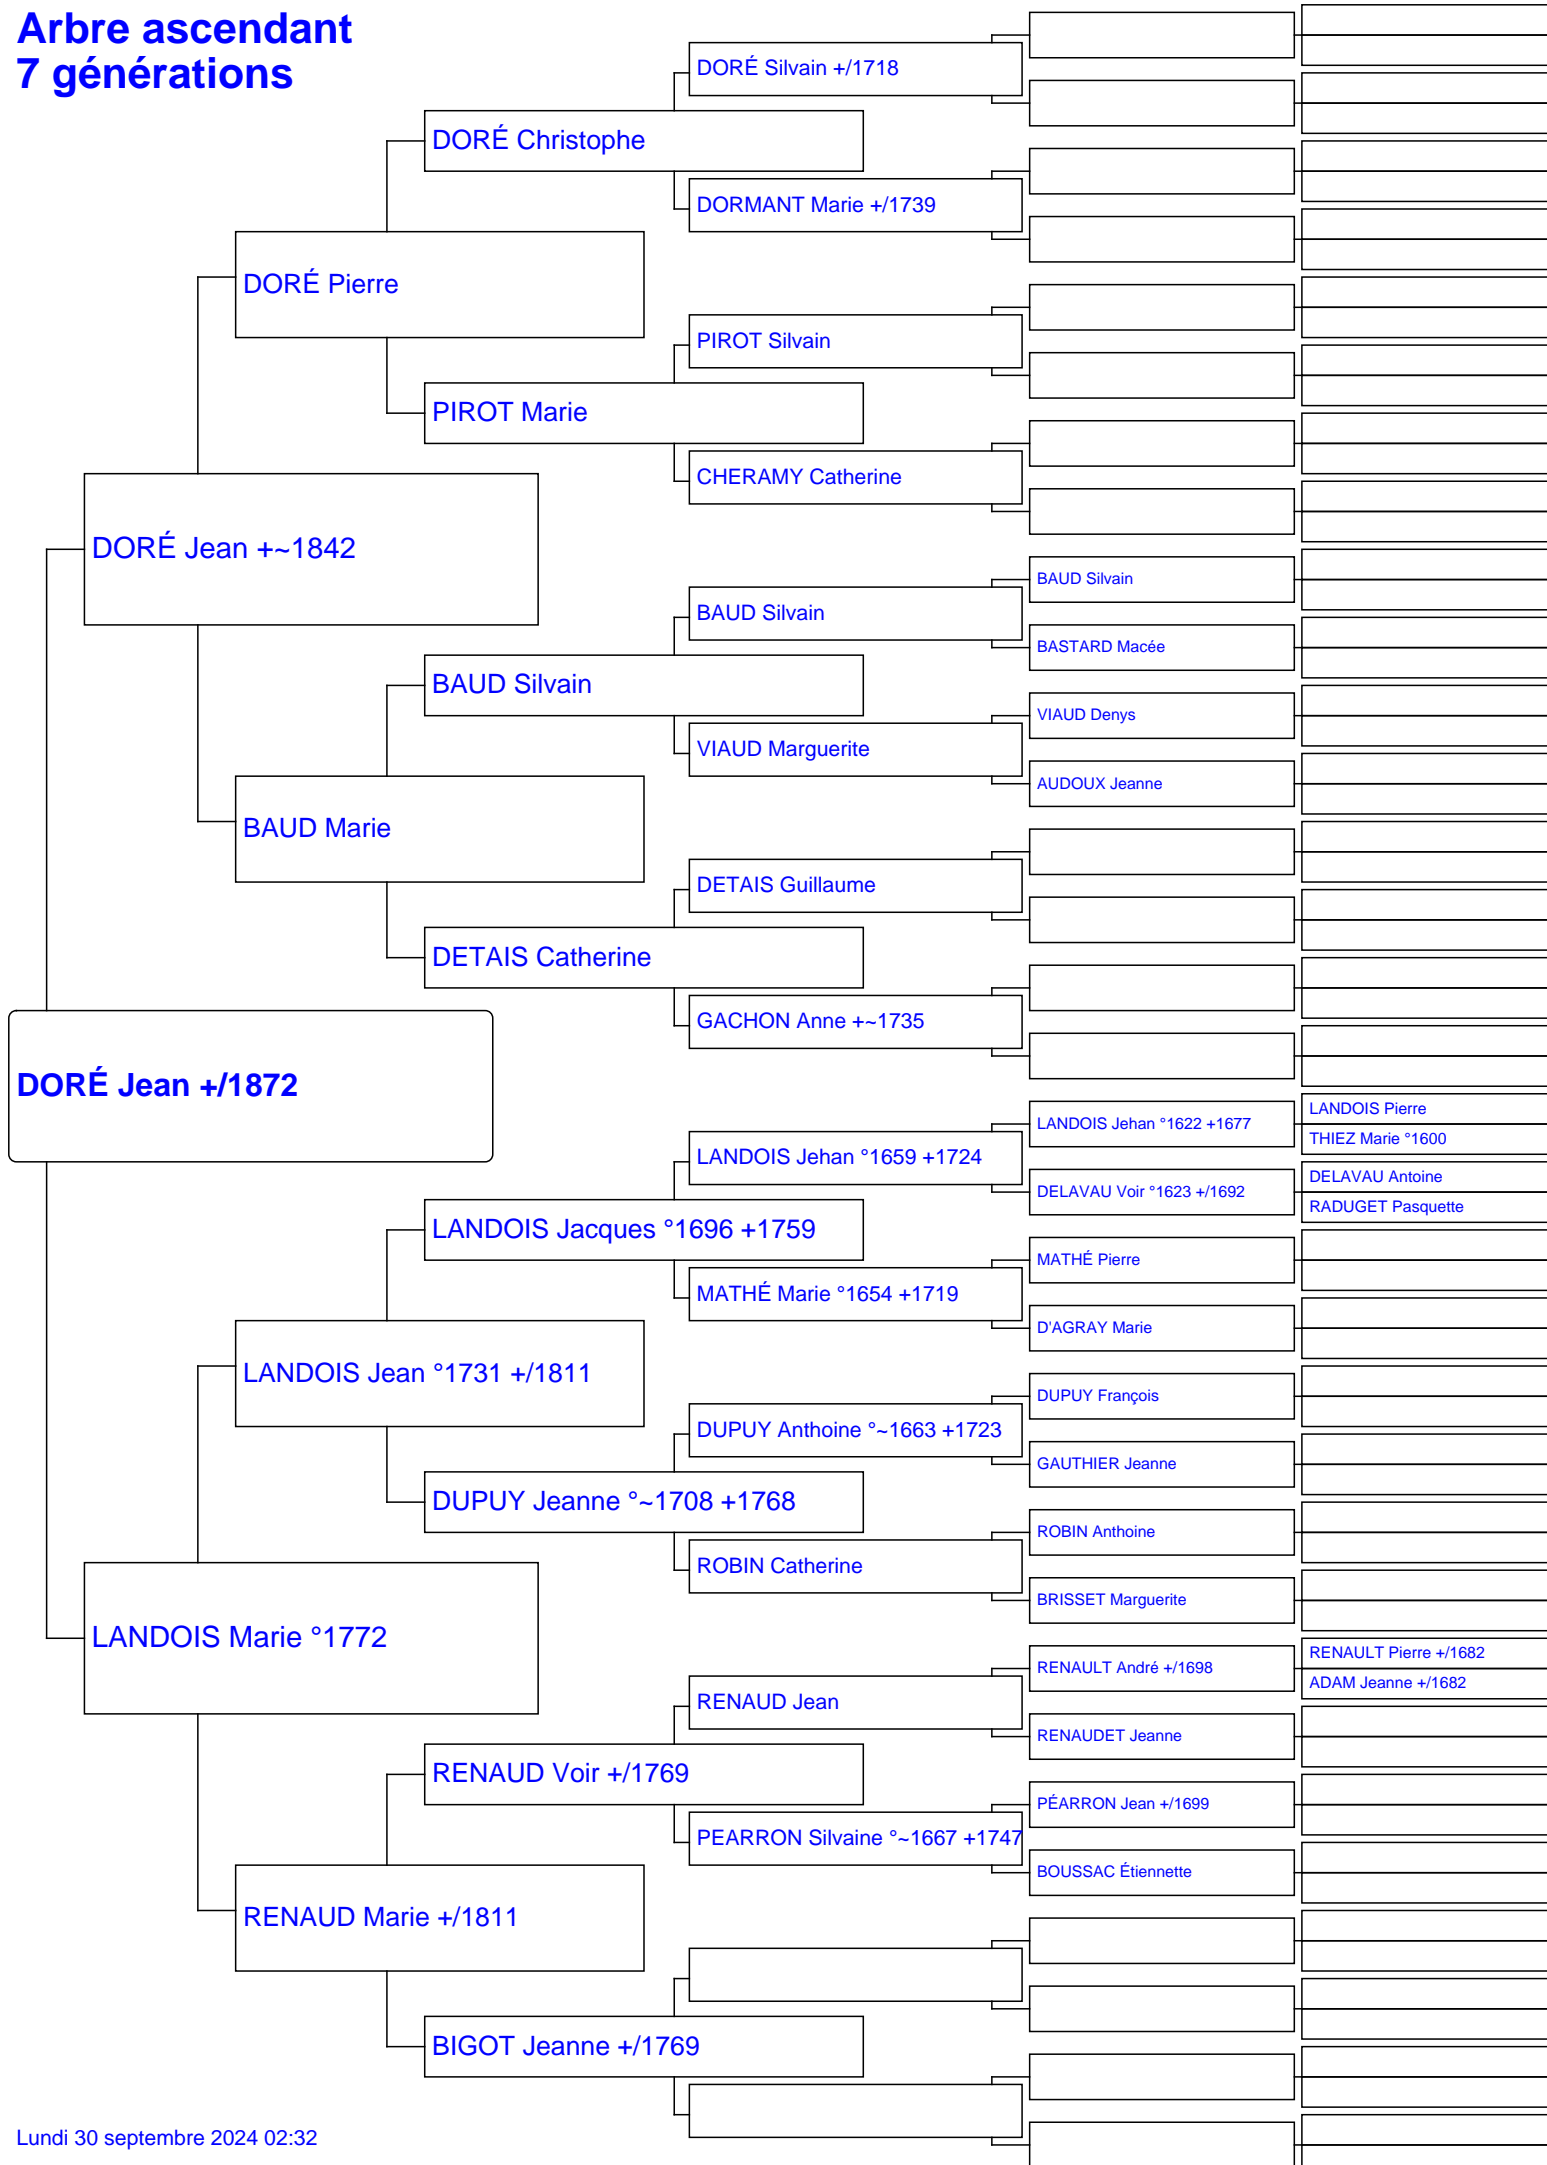 Arbre ascendant
7 générations
DORÉ Silvain +/1718
DORÉ Christophe
DORMANT Marie +/1739
DORÉ Pierre
PIROT Silvain
PIROT Marie
CHERAMY Catherine
DORÉ Jean +~1842
BAUD Silvain
BAUD Silvain
BASTARD Macée
BAUD Silvain
VIAUD Denys
VIAUD Marguerite
AUDOUX Jeanne
BAUD Marie
DETAIS Guillaume
DETAIS Catherine
GACHON Anne +~1735
DORÉ Jean +/1872
LANDOIS Pierre
LANDOIS Jehan °1622 +1677
THIEZ Marie °1600
LANDOIS Jehan °1659 +1724
DELAVAU Antoine
DELAVAU Voir °1623 +/1692
RADUGET Pasquette
LANDOIS Jacques °1696 +1759
MATHÉ Pierre
MATHÉ Marie °1654 +1719
D'AGRAY Marie
LANDOIS Jean °1731 +/1811
DUPUY François
DUPUY Anthoine °~1663 +1723
GAUTHIER Jeanne
DUPUY Jeanne °~1708 +1768
ROBIN Anthoine
ROBIN Catherine
BRISSET Marguerite
LANDOIS Marie °1772
RENAULT Pierre +/1682
RENAULT André +/1698
ADAM Jeanne +/1682
RENAUD Jean
RENAUDET Jeanne
RENAUD Voir +/1769
PÉARRON Jean +/1699
PEARRON Silvaine °~1667 +1747
BOUSSAC Étiennette
RENAUD Marie +/1811
BIGOT Jeanne +/1769
Lundi 30 septembre 2024 02:32